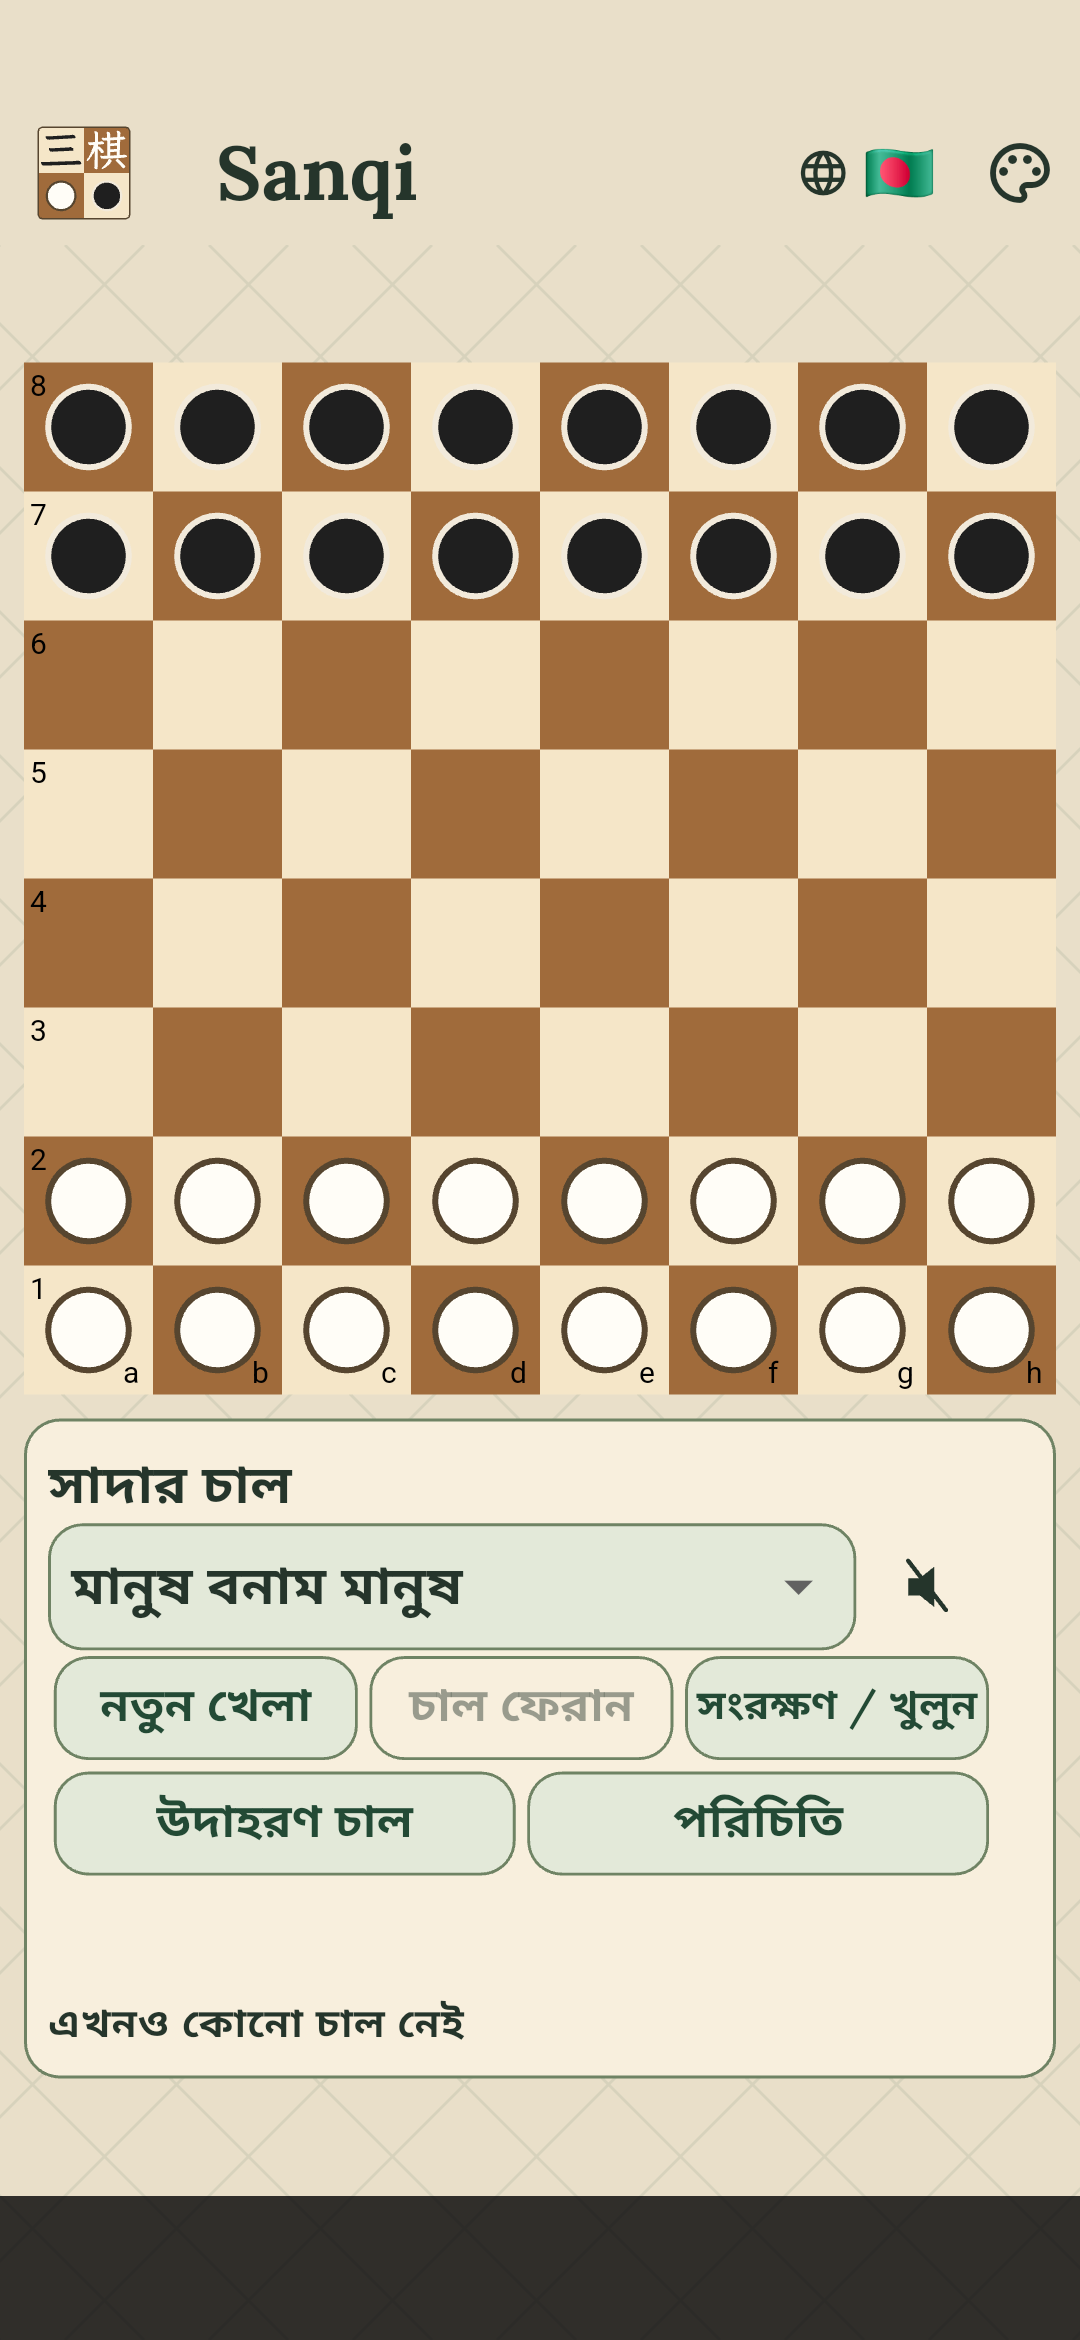 三棋
Sanqi
8
7
6
5
4
3
2
1
a b c d e f g h
সাদার চাল
মানুষ বনাম মানুষ
নতুন খেলা চাল ফেরান সংরক্ষণ / খুলুন
উদাহরণ চাল পরিচিতি
এখনও কোনো চাল নেই